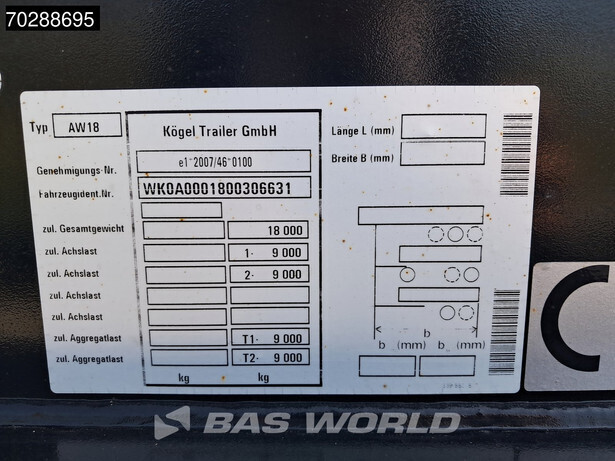 70288695
Typ AW18 Kögel Trailer GmbH Länge L (mm)
Breite B (mm)
Genehmigungs-Nr. e1*2007/46*0100
Fahrzeugident.Nr. WK0A0001800306631
zul. Gesamtgewicht 18 000
zul. Achslast 1- 9 000
zul. Achslast 2- 9 000
zul. Achslast
zul. Achslast
zul. Aggregatlast T1- 9 000
zul. Aggregatlast T2- 9 000
kg kg
b
b (mm) b (mm)
C
BAS WORLD